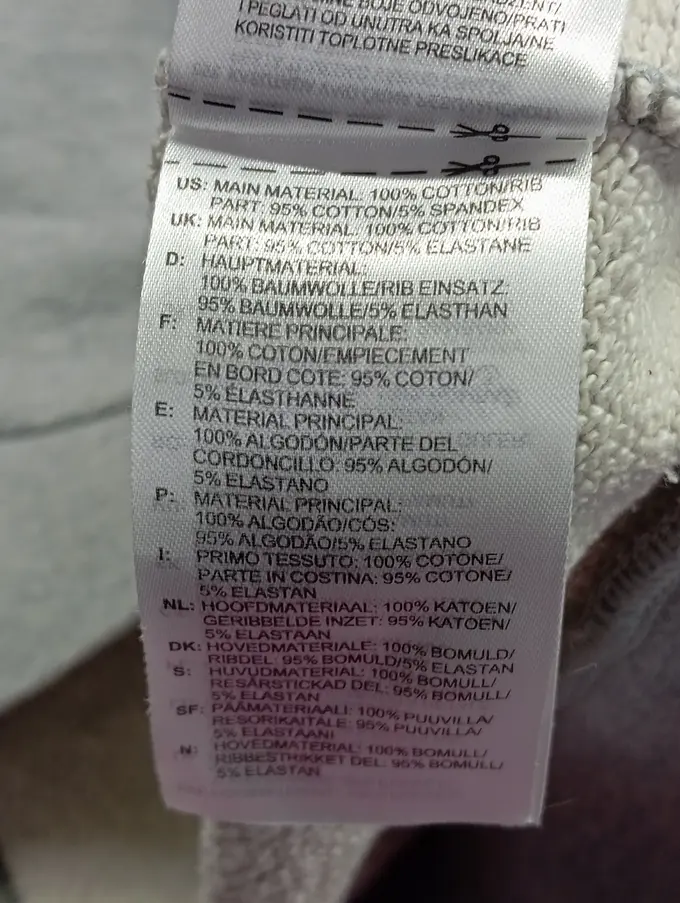 BOJE ODVOJENO/PRATI
I PEGLATI OD UNUTRA KA SPOLJA/NE
KORISTITI TOPLOTNE PRESLIKACE
US: MAIN MATERIAL: 100% COTTON/RIB
PART: 95% COTTON/5% SPANDEX
UK: MAIN MATERIAL: 100% COTTON/RIB
PART: 95% COTTON/5% ELASTANE
D: HAUPTMATERIAL:
100% BAUMWOLLE/RIB EINSATZ:
95% BAUMWOLLE/5% ELASTHAN
F: MATIERE PRINCIPALE:
100% COTON/EMPIECEMENT
EN BORD COTE: 95% COTON/
5% ÉLASTHANNE
E: MATERIAL PRINCIPAL:
100% ALGODÓN/PARTE DEL
CORDONCILLO: 95% ALGODÓN/
5% ELASTANO
P: MATERIAL PRINCIPAL:
100% ALGODÃO/CÓS:
95% ALGODÃO/5% ELASTANO
I: PRIMO TESSUTO: 100% COTONE/
PARTE IN COSTINA: 95% COTONE/
5% ELASTAN
NL: HOOFDMATERIAAL: 100% KATOEN/
GERIBBELDE INZET: 95% KATOEN/
5% ELASTAAN
DK: HOVEDMATERIALE: 100% BOMULD/
RIBDEL: 95% BOMULD/5% ELASTAN
S: HUVUDMATERIAL: 100% BOMULL/
RESÅRSTICKAD DEL: 95% BOMULL/
5% ELASTAN
SF: PÄÄMATERIAALI: 100% PUUVILLA/
RESORIKAITALE: 95% PUUVILLA/
5% ELASTAANI
N: HOVEDMATERIAL: 100% BOMULL/
RIBBESTRIKKET DEL: 95% BOMULL/
5% ELASTAN